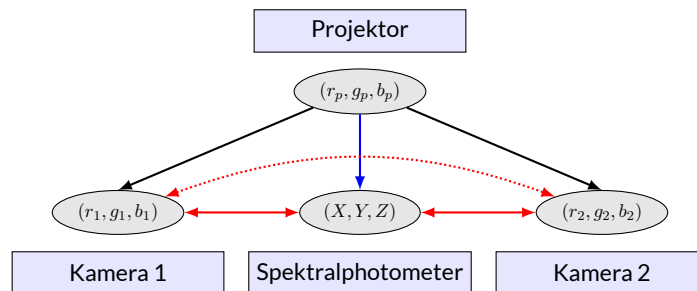 Projektor
(r_p, g_p, b_p)
(r_1, g_1, b_1)
(X, Y, Z)
(r_2, g_2, b_2)
Kamera 1
Spektralphotometer
Kamera 2